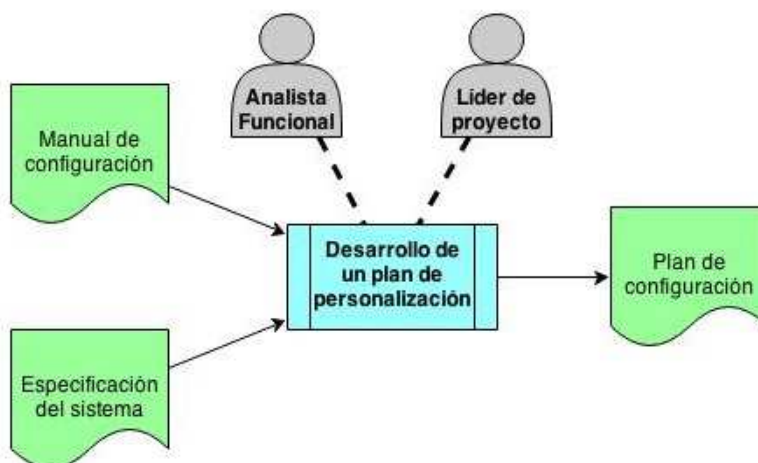 Analista
Funcional
Líder de
proyecto
Manual de
configuración
Desarrollo de
un plan de
personalización
Plan de
configuración
Especificación
del sistema